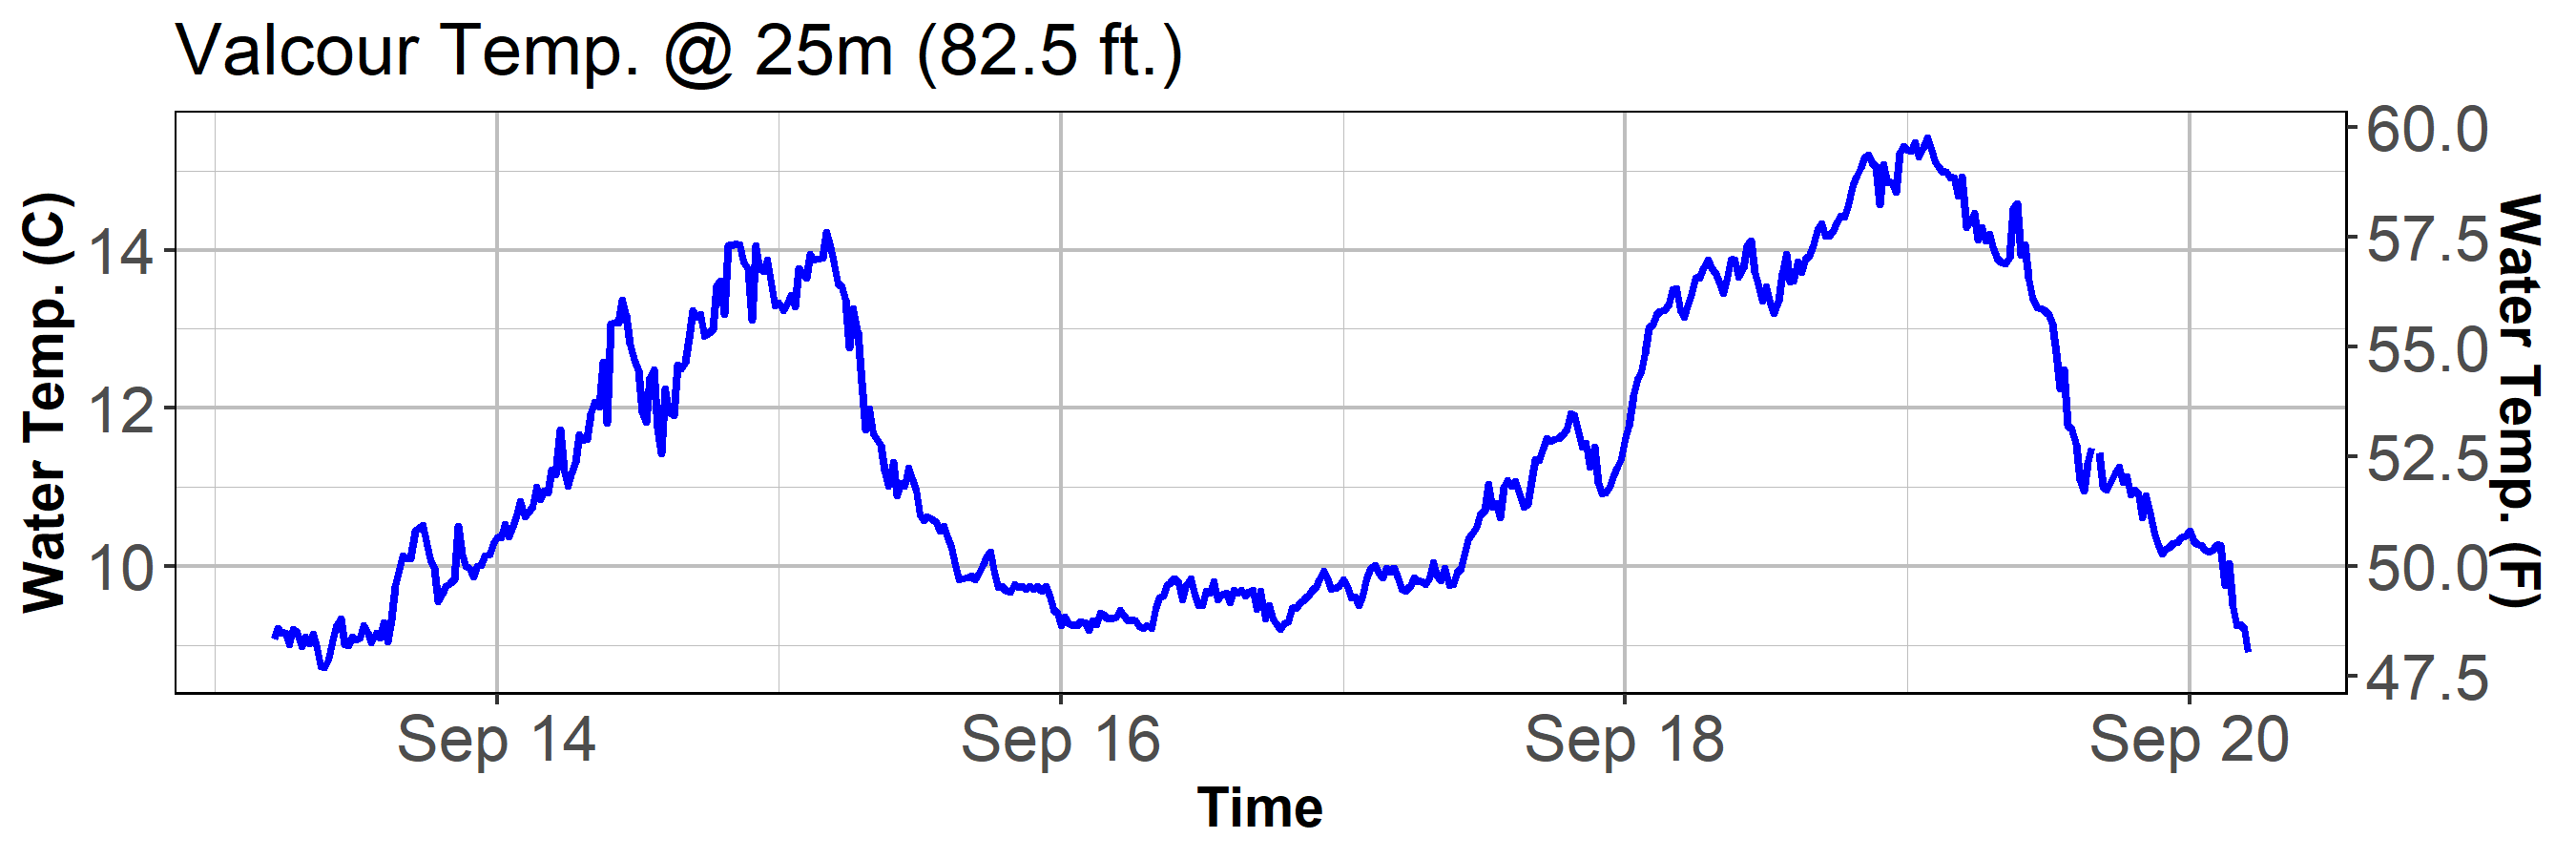 Valcour Temp. @ 25m (82.5 ft.)
Water Temp. (C)
14
12
10
60.0
57.5
55.0
52.5
50.0
47.5
Water Temp. (F)
Sep 14
Sep 16
Sep 18
Sep 20
Time